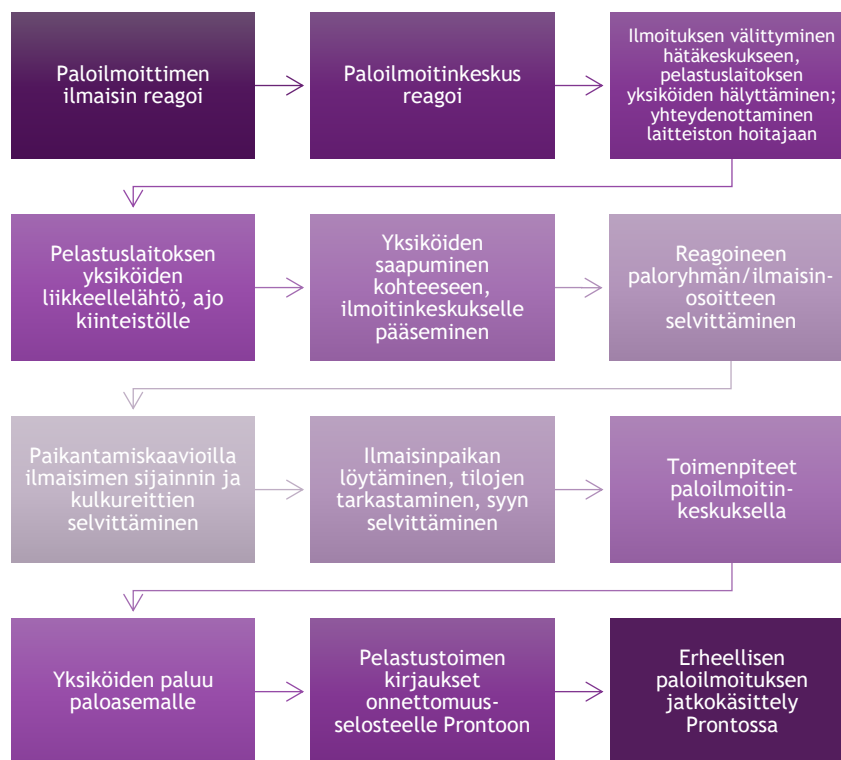 Paloilmoittimen
ilmaisin reagoi
Paloilmoitinkeskus
reagoi
Ilmoituksen välittyminen
hätäkeskukseen,
pelastuslaitoksen
yksiköiden hälyttäminen;
yhteydenottaminen
laitteiston hoitajaan
Pelastuslaitoksen
yksiköiden
liikkeellelähtö, ajo
kiinteistölle
Yksiköiden
saapuminen
kohteeseen,
ilmoitinkeskukselle
pääseminen
Reagoineen
paloryhmän/ilmaisin-
osoitteen
selvittäminen
Paikantamiskaavioilla
ilmaisimen sijainnin ja
kulkureittien
selvittäminen
Ilmaisinpaikan
löytäminen, tilojen
tarkastaminen, syyn
selvittäminen
Toimenpiteet
paloilmoitin-
keskuksella
Yksiköiden paluu
paloasemalle
Pelastustoimen
kirjaukset
onnettomuus-
selosteelle Prontoon
Erheellisen
paloilmoituksen
jatkokäsittely
Prontossa